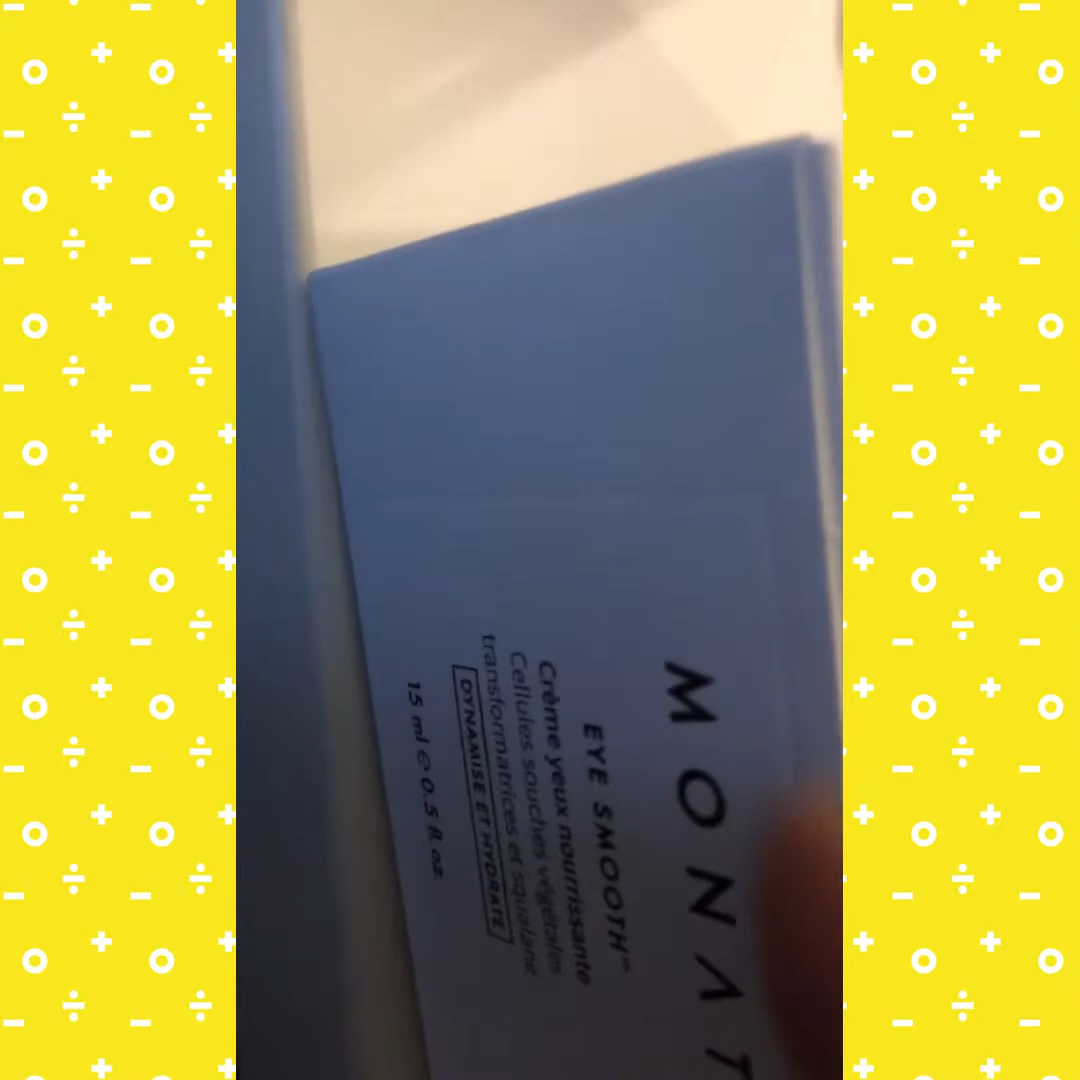 MONAT
EYE SMOOTH™
Crème yeux nourrissante
Cellules souches végétales
transformatrices et squalane
DYNAMISE ET HYDRATE
15 ml e 0.5 fl. oz